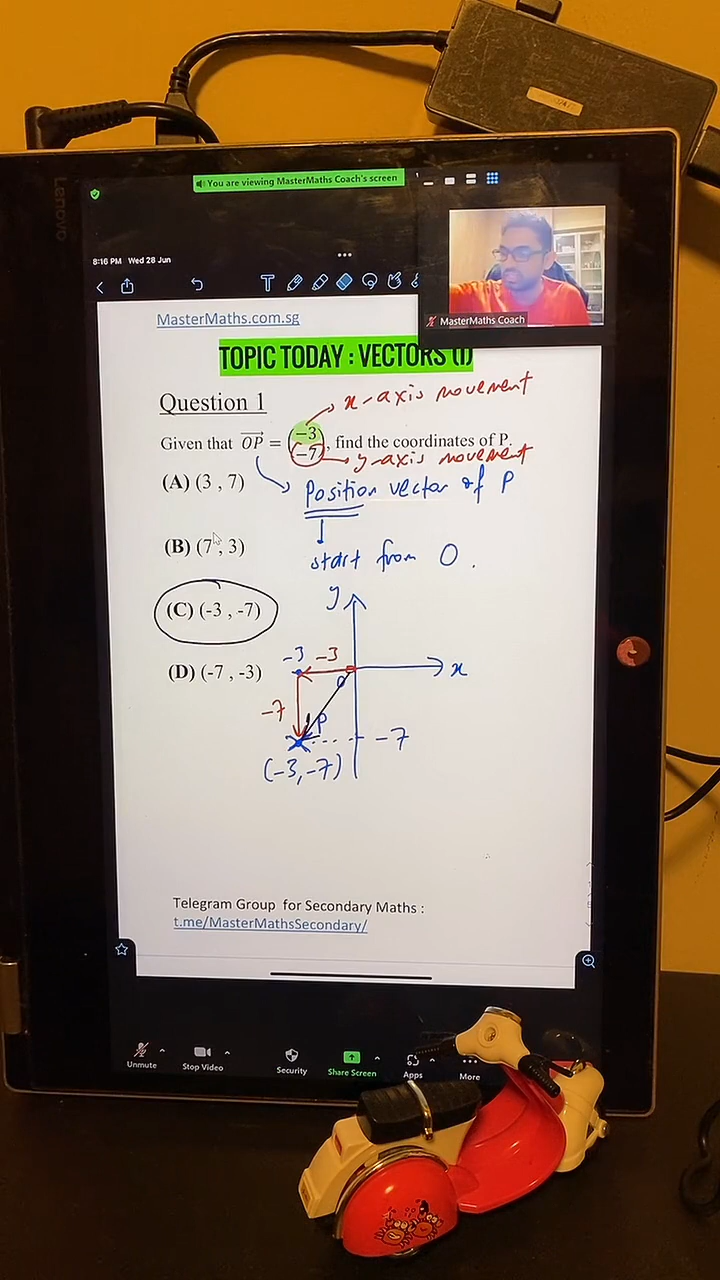 Lenovo
You are viewing MasterMaths Coach's screen
8:16 PM Wed 28 Jun
MasterMaths Coach
MasterMaths.com.sg
TOPIC TODAY : VECTORS (I)
Question 1
x-axis movement
Given that OP = (-3 -7), find the coordinates of P.
y-axis movement
(A) (3 , 7)
Position vector of P
(B) (7 , 3)
start from O.
(C) (-3 , -7)
y
-3
-3
x
(D) (-7 , -3)
O
-7
P
-7
(-3, -7)
Telegram Group for Secondary Maths :
t.me/MasterMathsSecondary/
Unmute
Stop Video
Security
Share Screen
Apps
More